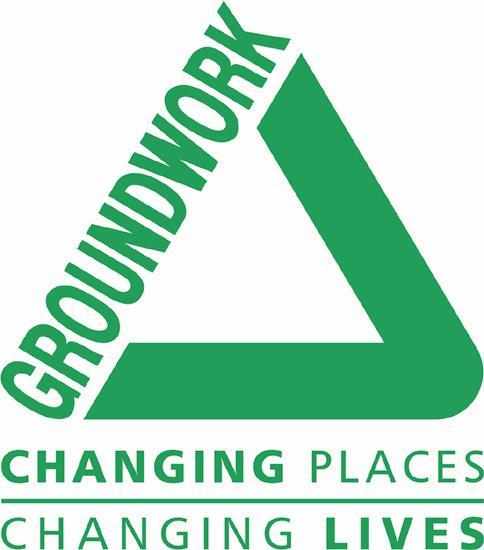 GROUNDWORK
CHANGING PLACES
CHANGING LIVES